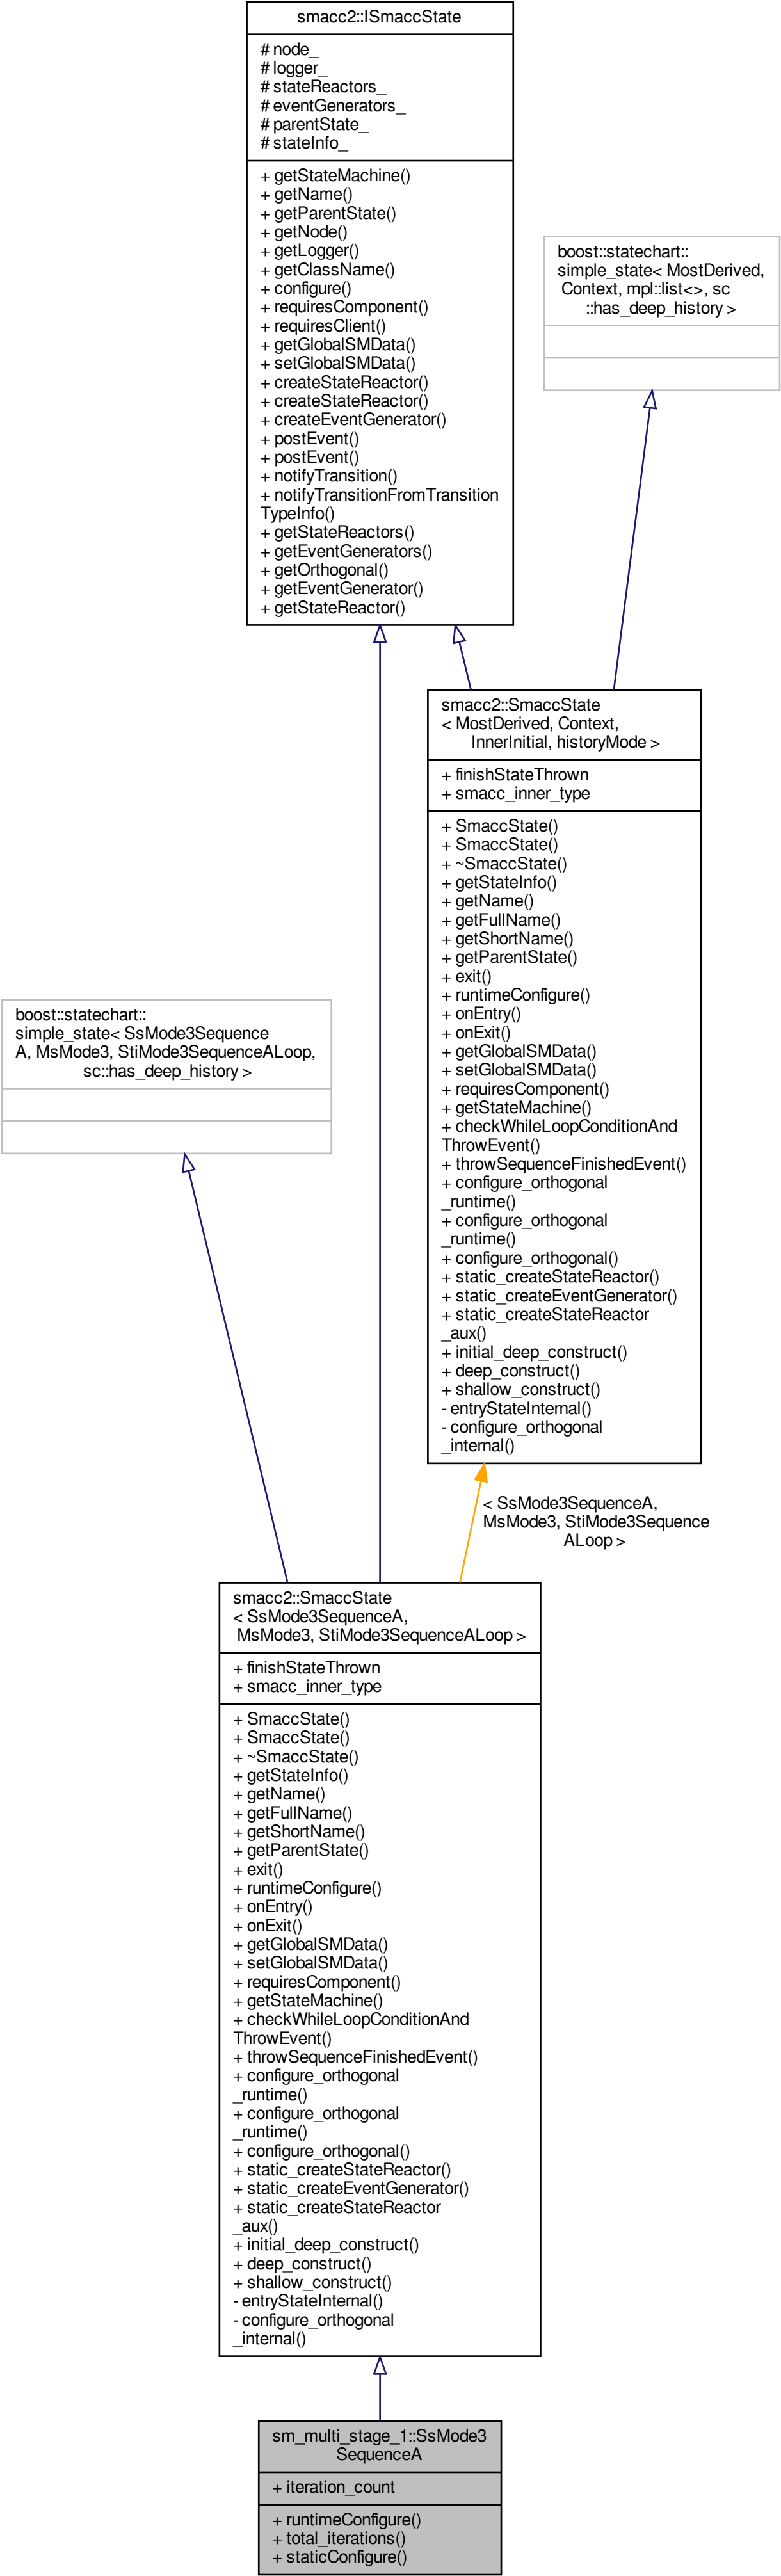 smacc2::ISmaccState
# node_
# logger_
# stateReactors_
# eventGenerators_
# parentState_
# stateInfo_
+ getStateMachine()
+ getName()
+ getParentState()
+ getNode()
+ getLogger()
+ getClassName()
+ configure()
+ requiresComponent()
+ requiresClient()
+ getGlobalSMData()
+ setGlobalSMData()
+ createStateReactor()
+ createStateReactor()
+ createEventGenerator()
+ postEvent()
+ postEvent()
+ notifyTransition()
+ notifyTransitionFromTransition
TypeInfo()
+ getStateReactors()
+ getEventGenerators()
+ getOrthogonal()
+ getEventGenerator()
+ getStateReactor()
boost::statechart::
simple_state< MostDerived,
Context, mpl::list<>, sc
::has_deep_history >
smacc2::SmaccState
< MostDerived, Context,
InnerInitial, historyMode >
+ finishStateThrown
+ smacc_inner_type
+ SmaccState()
+ SmaccState()
+ ~SmaccState()
+ getStateInfo()
+ getName()
+ getFullName()
+ getShortName()
+ getParentState()
+ exit()
+ runtimeConfigure()
+ onEntry()
+ onExit()
+ getGlobalSMData()
+ setGlobalSMData()
+ requiresComponent()
+ getStateMachine()
+ checkWhileLoopConditionAnd
ThrowEvent()
+ throwSequenceFinishedEvent()
+ configure_orthogonal
_runtime()
+ configure_orthogonal
_runtime()
+ configure_orthogonal()
+ static_createStateReactor()
+ static_createEventGenerator()
+ static_createStateReactor
_aux()
+ initial_deep_construct()
+ deep_construct()
+ shallow_construct()
- entryStateInternal()
- configure_orthogonal
_internal()
boost::statechart::
simple_state< SsMode3Sequence
A, MsMode3, StiMode3SequenceALoop,
sc::has_deep_history >
< SsMode3SequenceA,
MsMode3, StiMode3Sequence
ALoop >
smacc2::SmaccState
< SsMode3SequenceA,
MsMode3, StiMode3SequenceALoop >
+ finishStateThrown
+ smacc_inner_type
+ SmaccState()
+ SmaccState()
+ ~SmaccState()
+ getStateInfo()
+ getName()
+ getFullName()
+ getShortName()
+ getParentState()
+ exit()
+ runtimeConfigure()
+ onEntry()
+ onExit()
+ getGlobalSMData()
+ setGlobalSMData()
+ requiresComponent()
+ getStateMachine()
+ checkWhileLoopConditionAnd
ThrowEvent()
+ throwSequenceFinishedEvent()
+ configure_orthogonal
_runtime()
+ configure_orthogonal
_runtime()
+ configure_orthogonal()
+ static_createStateReactor()
+ static_createEventGenerator()
+ static_createStateReactor
_aux()
+ initial_deep_construct()
+ deep_construct()
+ shallow_construct()
- entryStateInternal()
- configure_orthogonal
_internal()
sm_multi_stage_1::SsMode3
SequenceA
+ iteration_count
+ runtimeConfigure()
+ total_iterations()
+ staticConfigure()